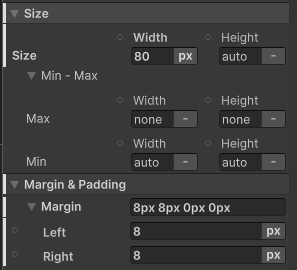 Size
Width Height
Size 80 px auto -
Min - Max
Width Height
Max none - none -
Width Height
Min auto - auto -
Margin & Padding
Margin 8px 8px 0px 0px
Left 8 px
Right 8 px